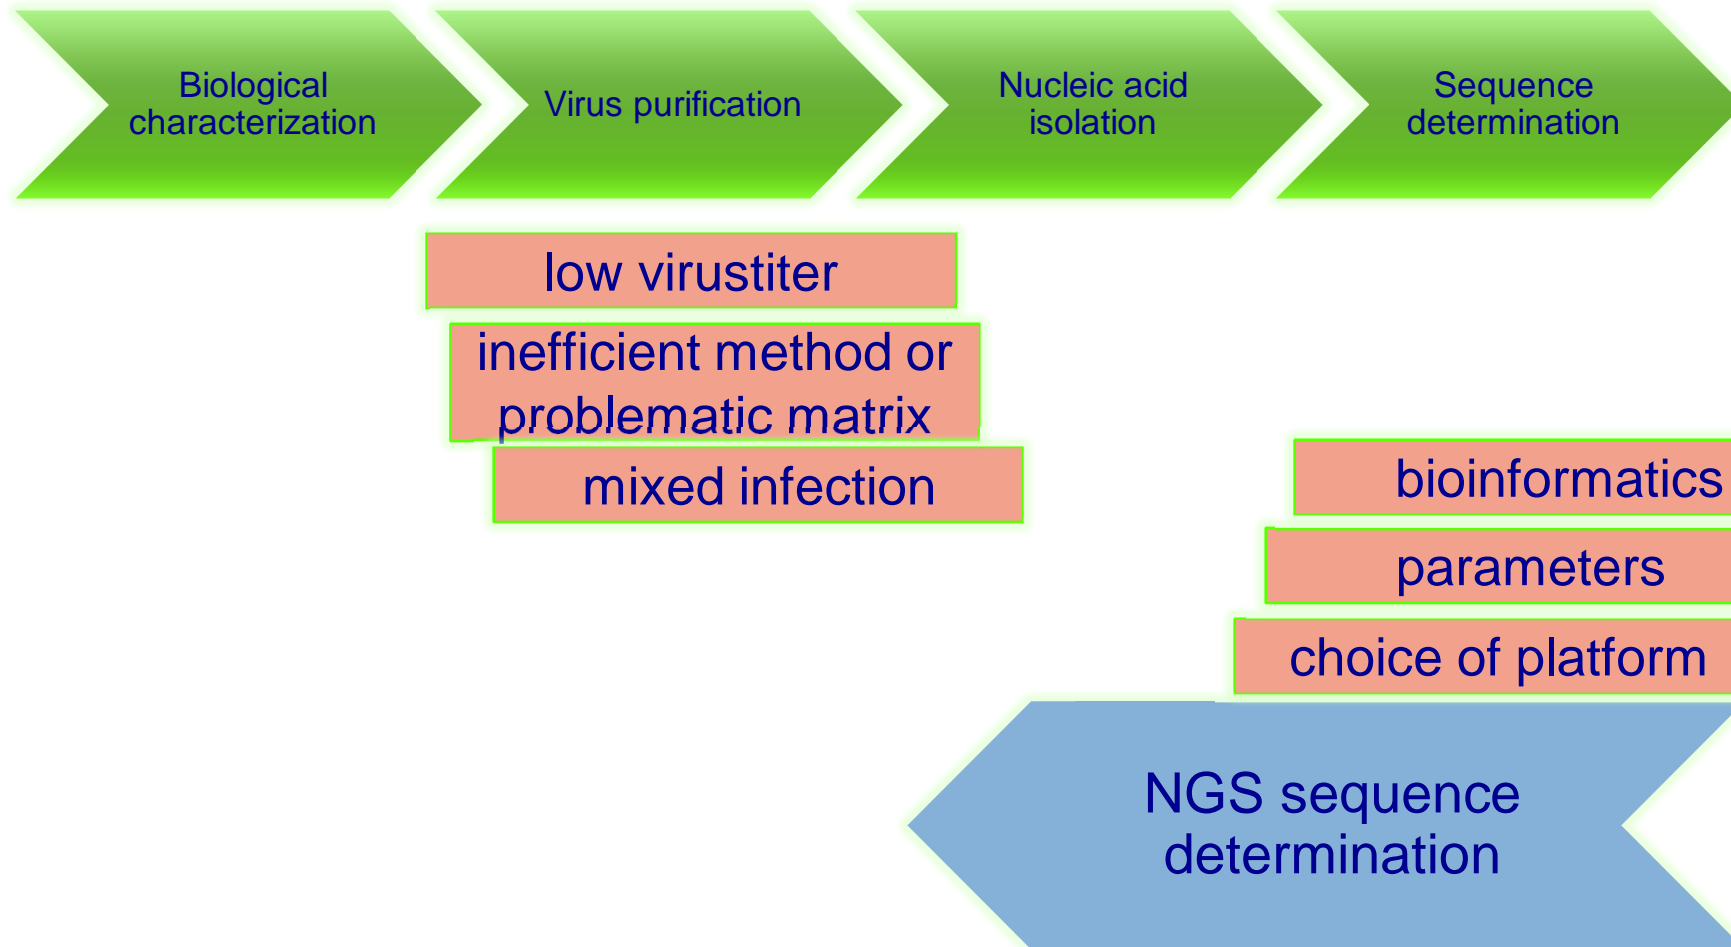 Biological
characterization
Virus purification
Nucleic acid
isolation
Sequence
determination
low virustiter
inefficient method or
problematic matrix
mixed infection
bioinformatics
parameters
choice of platform
NGS sequence
determination